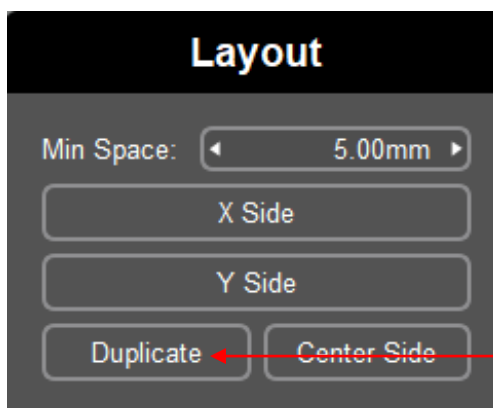 Layout
Min Space: 5.00mm
X Side
Y Side
Duplicate Center Side